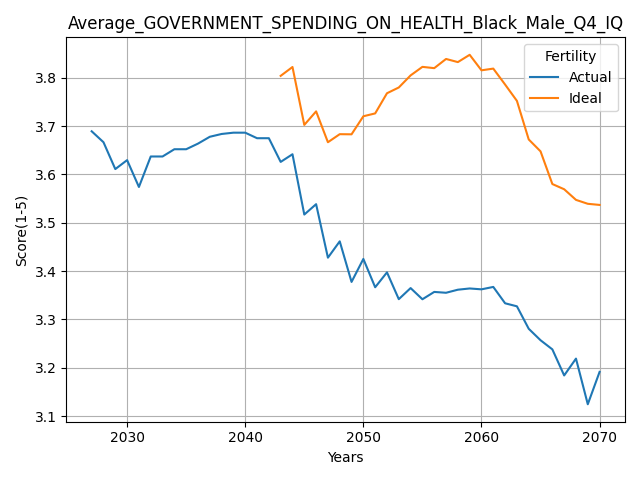 Average_GOVERNMENT_SPENDING_ON_HEALTH_Black_Male_Q4_IQ
Fertility
Actual
Ideal
Score(1-5)
3.8
3.7
3.6
3.5
3.4
3.3
3.2
3.1
2030 2040 2050 2060 2070
Years